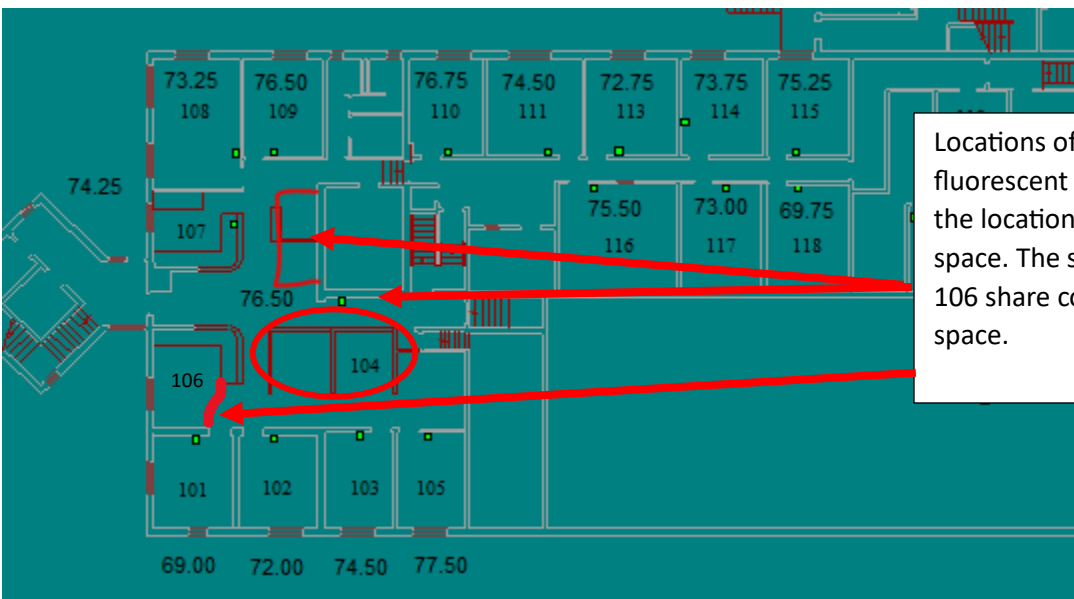 73.25 76.50 76.75 74.50 72.75 73.75 75.25
108 109 110 111 113 114 115
Locations of
fluorescent
the location
space. The s
106 share co
space.
74.25
75.50 73.00 69.75
107 116 117 118
76.50
104
106
101 102 103 105
69.00 72.00 74.50 77.50